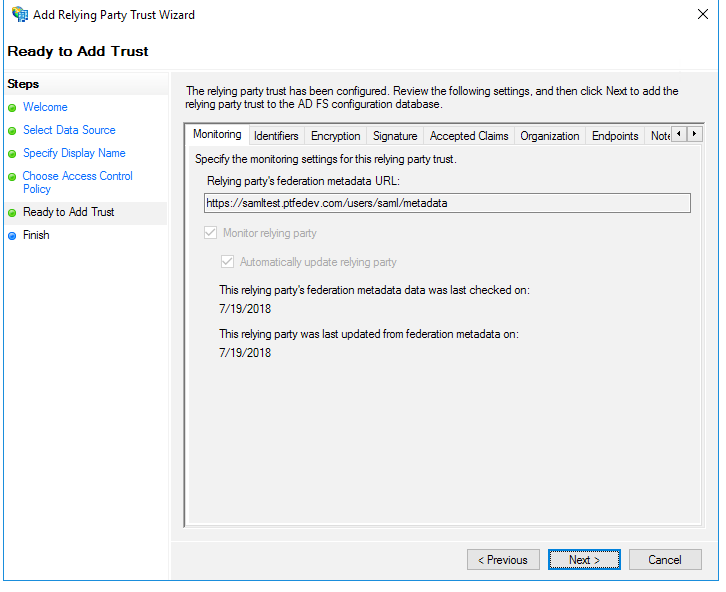 Add Relying Party Trust Wizard
Ready to Add Trust
Steps
Welcome
Select Data Source
Specify Display Name
Choose Access Control
Policy
Ready to Add Trust
Finish
The relying party trust has been configured. Review the following settings, and then click Next to add the
relying party trust to the AD FS configuration database.
Monitoring Identifiers Encryption Signature Accepted Claims Organization Endpoints Note
Specify the monitoring settings for this relying party trust.
Relying party's federation metadata URL:
https://samltest.ptfedev.com/users/saml/metadata
Monitor relying party
Automatically update relying party
This relying party's federation metadata data was last checked on:
7/19/2018
This relying party was last updated from federation metadata on:
7/19/2018
< Previous Next > Cancel